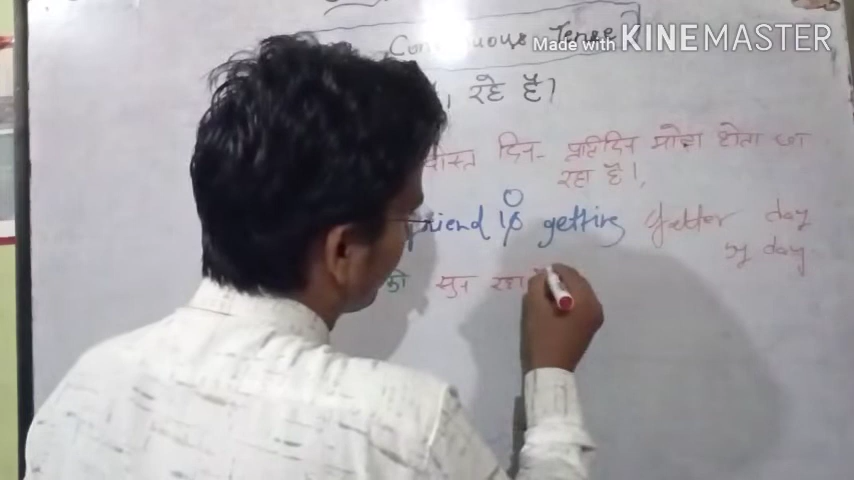 Continuous Tense
Made with KINEMASTER
रहे है।
दोस्त दिन- प्रतिदिन मोटा होता जा
रहा है।
friend is getting fatter day
by day.
को सुन रहा